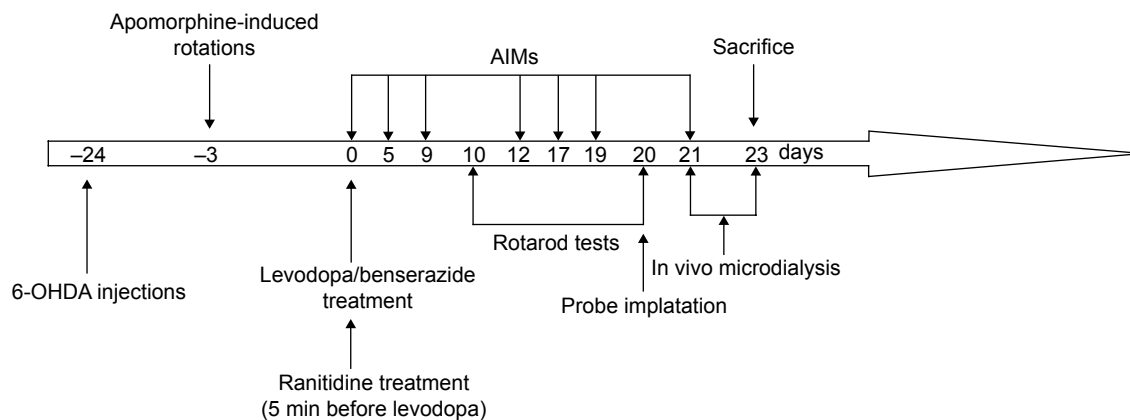 Apomorphine-induced
rotations
AIMs
Sacrifice
–24 –3 0 5 9 10 12 17 19 20 21 23 days
Rotarod tests
In vivo microdialysis
6-OHDA injections
Levodopa/benserazide
treatment
Probe implatation
Ranitidine treatment
(5 min before levodopa)